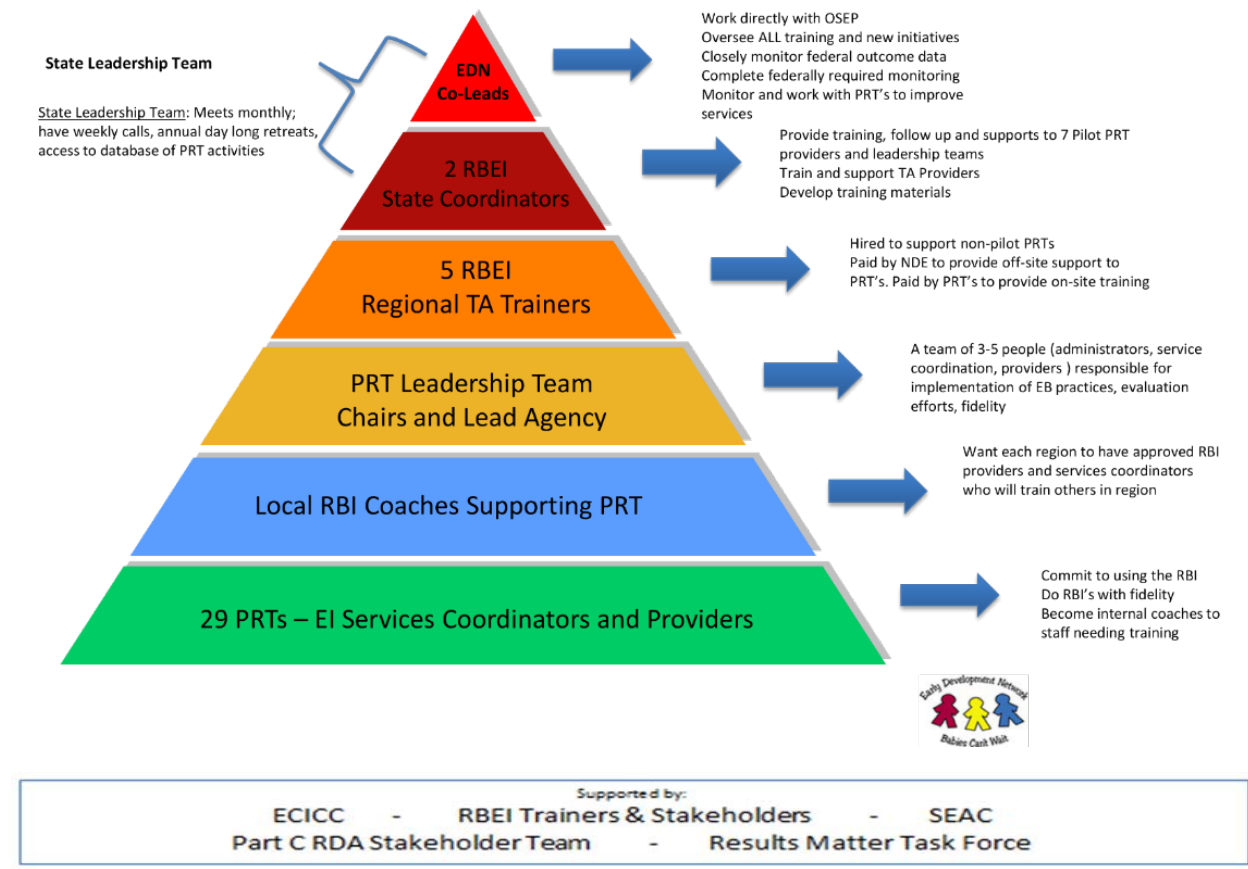 State Leadership Team
State Leadership Team: Meets monthly;
have weekly calls, annual day long retreats,
access to database of PRT activities
EDN
Co-Leads
Work directly with OSEP
Oversee ALL training and new initiatives
Closely monitor federal outcome data
Complete federally required monitoring
Monitor and work with PRT's to improve
services
2 RBEI
State Coordinators
Provide training, follow up and supports to 7 Pilot PRT
providers and leadership teams
Train and support TA Providers
Develop training materials
5 RBEI
Regional TA Trainers
Hired to support non-pilot PRTs
Paid by NDE to provide off-site support to
PRT's. Paid by PRT's to provide on-site training
PRT Leadership Team
Chairs and Lead Agency
A team of 3-5 people (administrators, service
coordination, providers ) responsible for
implementation of EB practices, evaluation
efforts, fidelity
Local RBI Coaches Supporting PRT
Want each region to have approved RBI
providers and services coordinators
who will train others in region
29 PRTs – EI Services Coordinators and Providers
Commit to using the RBI
Do RBI's with fidelity
Become internal coaches to
staff needing training
Early Development Network
Babies Can't Wait
Supported by:
ECICC - RBEI Trainers & Stakeholders - SEAC
Part C RDA Stakeholder Team - Results Matter Task Force